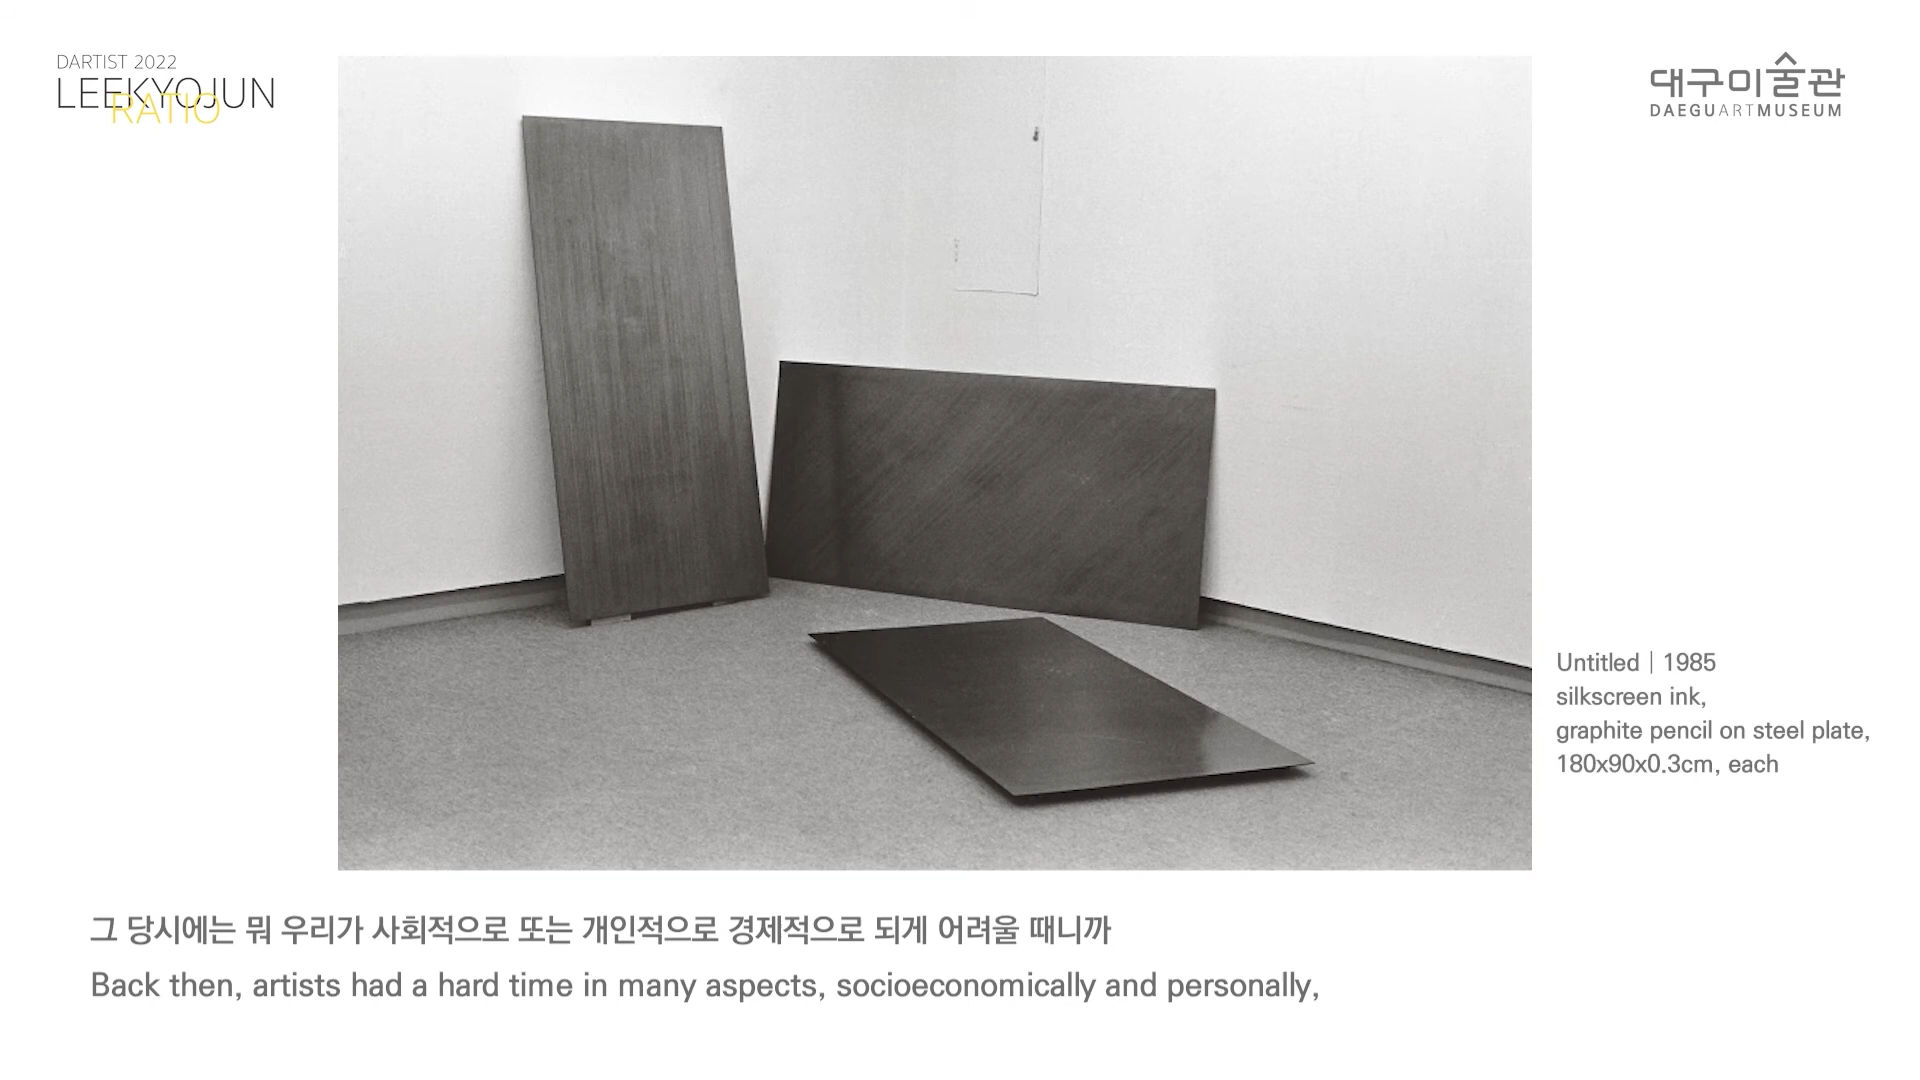 DARTIST 2022
LEEKYOJUN
RATIO
대구미술관
DAEGUARTMUSEUM
Untitled | 1985
silkscreen ink,
graphite pencil on steel plate,
180x90x0.3cm, each
그 당시에는 뭐 우리가 사회적으로 또는 개인적으로 경제적으로 되게 어려울 때니까
Back then, artists had a hard time in many aspects, socioeconomically and personally,